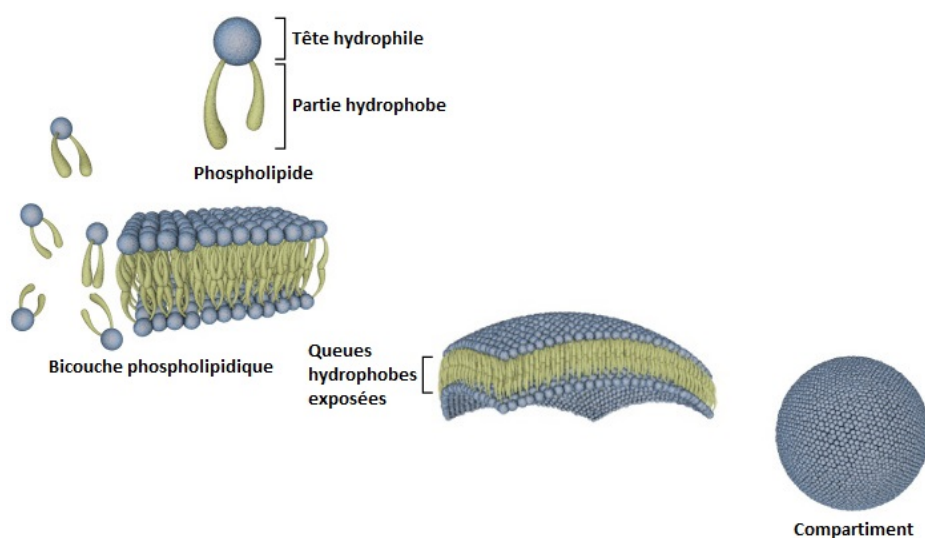 Tête hydrophile
Partie hydrophobe
Phospholipide
Bicouche phospholipidique
Queues
hydrophobes
exposées
Compartiment